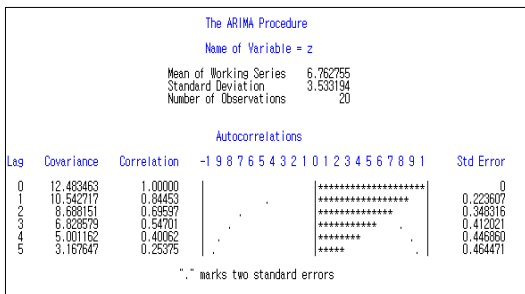 The ARIMA Procedure
Name of Variable = z
Mean of Working Series 6.762755
Standard Deviation 3.533194
Number of Observations 20
Autocorrelations
Lag Covariance Correlation -1 9 8 7 6 5 4 3 2 1 0 1 2 3 4 5 6 7 8 9 1 Std Error
0 12.483463 1.00000 | |********************| 0
1 10.542717 0.84453 | . |***************** | 0.223607
2 8.688151 0.69597 | . |************** . | 0.348316
3 6.828579 0.54701 | . |*********** . | 0.412021
4 5.001162 0.40062 | . |******** . | 0.446860
5 3.167647 0.25375 | . |***** . | 0.464471
"." marks two standard errors